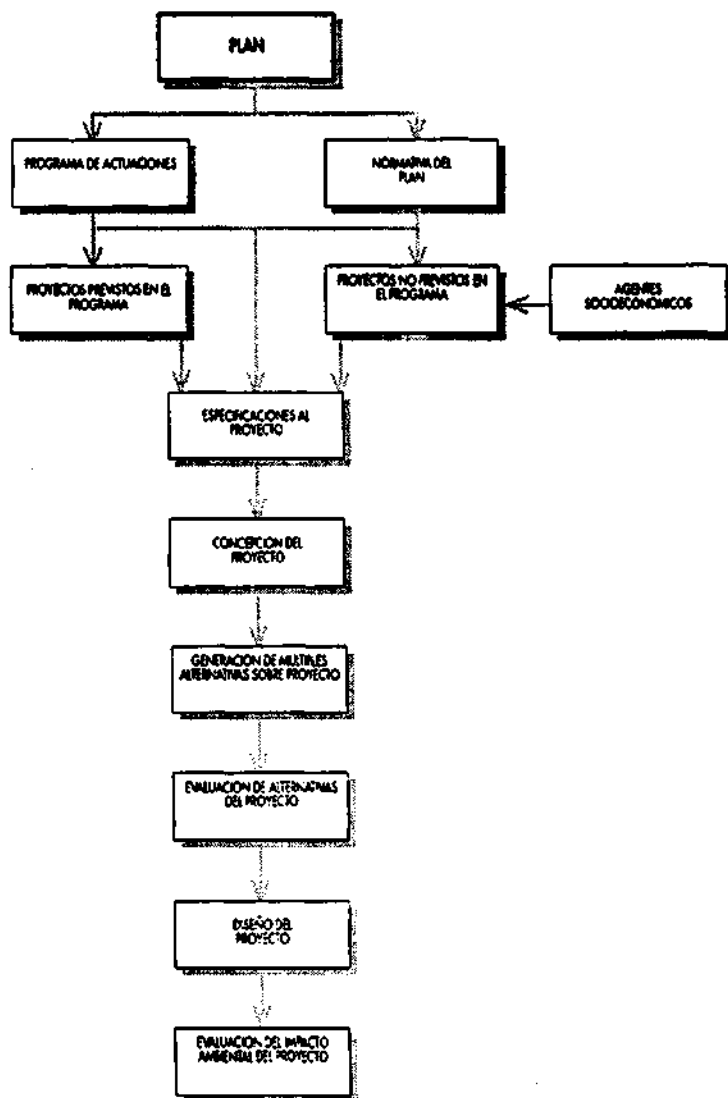 PLAN
PROGRAMA DE ACTUACIONES
NORMATIVA DEL
PLAN
PROYECTOS PREVISTOS EN EL
PROGRAMA
PROYECTOS NO PREVISTOS EN
EL PROGRAMA
AGENTES
SOCIOECONOMICOS
ESPECIFICACIONES AL
PROYECTO
CONCEPCION DEL
PROYECTO
GENERACION DE MULTIPLES
ALTERNATIVAS SOBRE PROYECTO
EVALUACION DE ALTERNATIVAS
DEL PROYECTO
DISEÑO DEL
PROYECTO
EVALUACION DEL IMPACTO
AMBIENTAL DEL PROYECTO